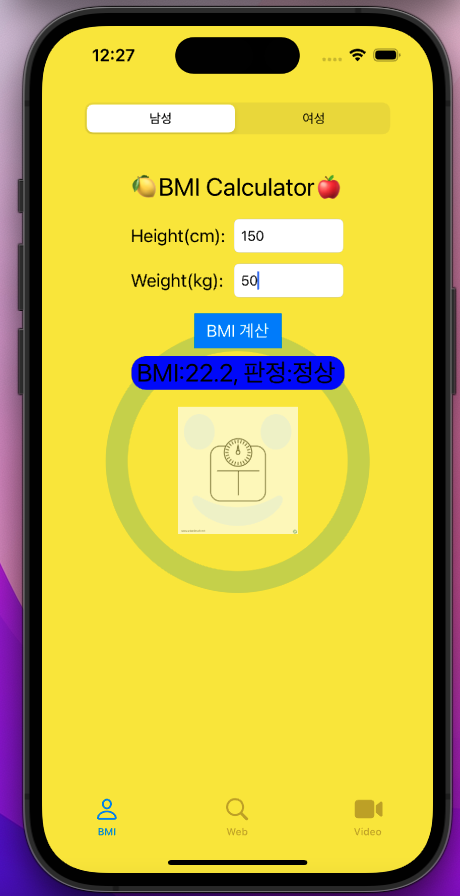 12:27
남성 여성
🍋BMI Calculator🍎
Height(cm): 150
Weight(kg): 50
BMI 계산
BMI:22.2, 판정:정상
BMI Web Video